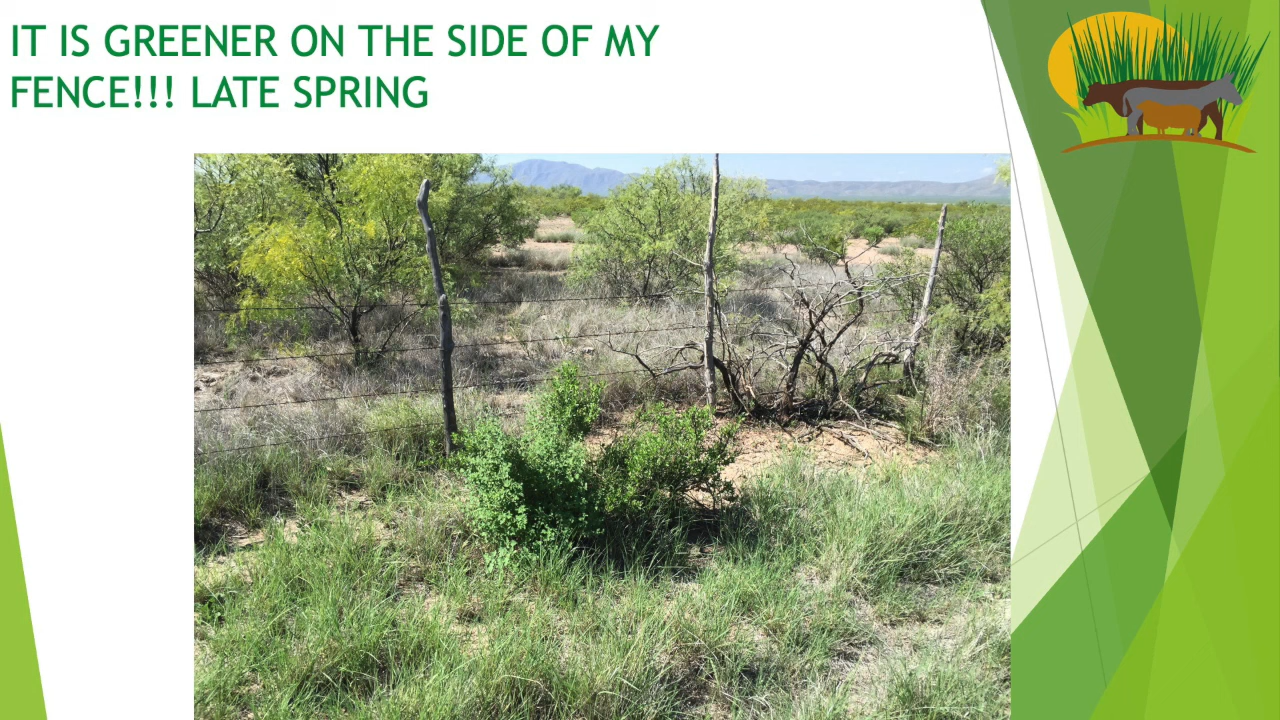 IT IS GREENER ON THE SIDE OF MY
FENCE!!! LATE SPRING